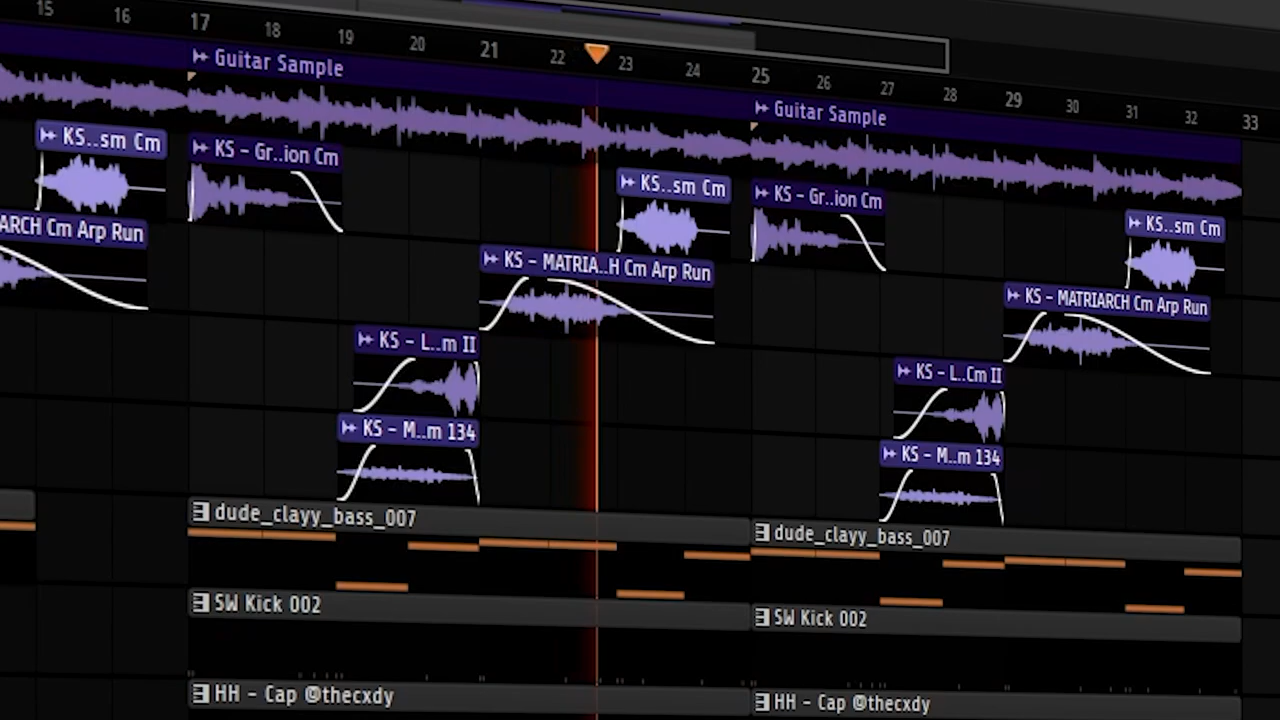 15 16 17 18 19 20 21 22 23 24 25 26 27 28 29 30 31 32 33
Guitar Sample
Guitar Sample
KS..sm Cm
KS - Gr..ion Cm
KS..sm Cm
KS - Gr..ion Cm
KS..sm Cm
ARCH Cm Arp Run
KS - MATRIA..H Cm Arp Run
KS - MATRIARCH Cm Arp Run
KS - L..m II
KS - L..Cm II
KS - M..m 134
KS - M..m 134
dude_clayy_bass_007
dude_clayy_bass_007
SW Kick 002
SW Kick 002
HH - Cap @thecxdy
HH - Cap @thecxdy